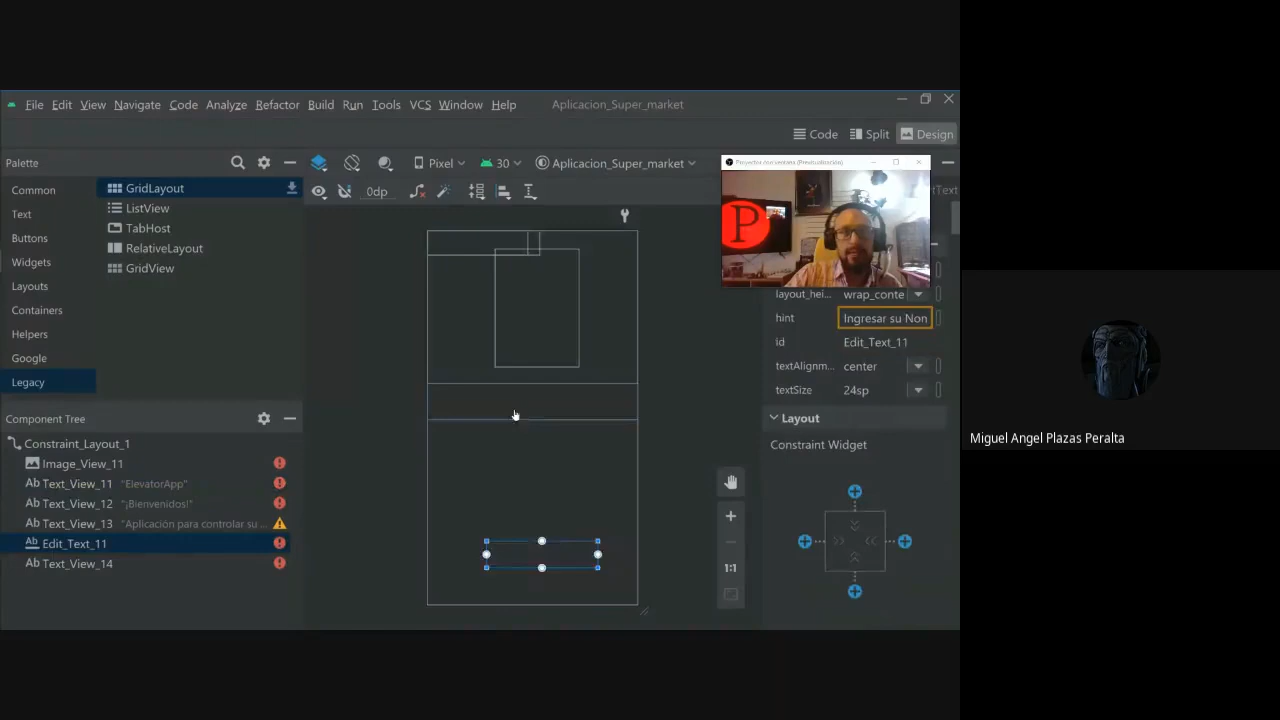 File Edit View Navigate Code Analyze Refactor Build Run Tools VCS Window Help Aplicacion_Super_market
Code Split Design
Palette
Pixel 30 Aplicacion_Super_market
Proyector con ventana (Previsualización)
P
0dp
Common
Text
Buttons
Widgets
Layouts
Containers
Helpers
Google
Legacy
GridLayout
ListView
TabHost
RelativeLayout
GridView
layout_hei... wrap_conte
hint Ingresar su Non
id Edit_Text_11
textAlignm... center
textSize 24sp
Layout
Constraint Widget
Component Tree
Constraint_Layout_1
Image_View_11
Ab Text_View_11 "ElevatorApp"
Ab Text_View_12 "¡Bienvenidos!"
Ab Text_View_13 "Aplicación para controlar su ...
Ab Edit_Text_11
Ab Text_View_14
1:1
Miguel Angel Plazas Peralta